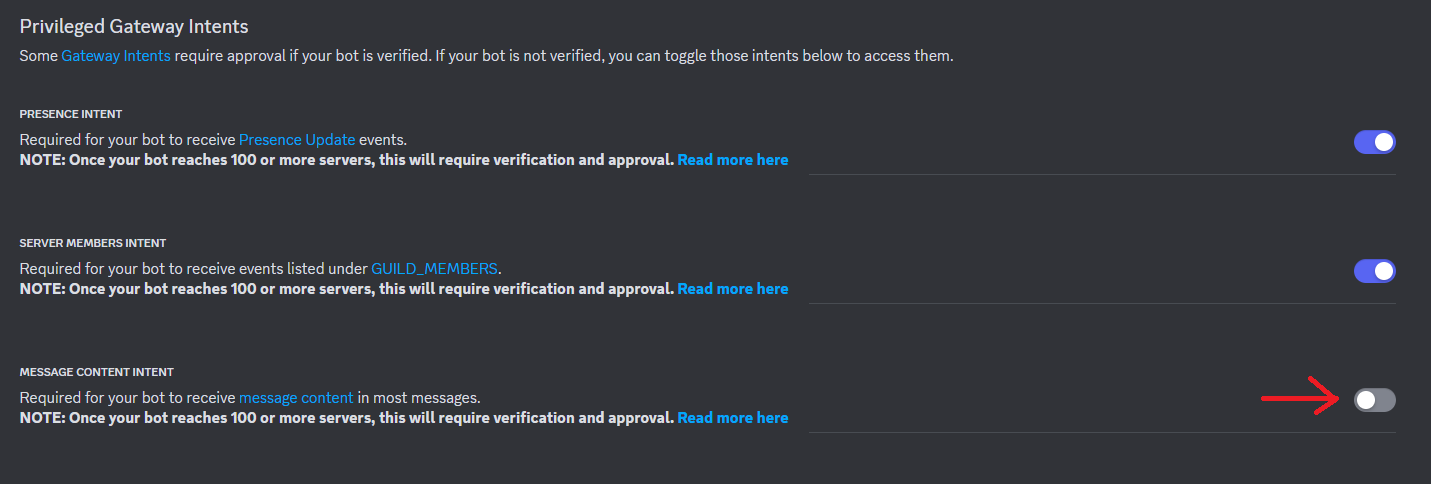 Privileged Gateway Intents
Some Gateway Intents require approval if your bot is verified. If your bot is not verified, you can toggle those intents below to access them.
PRESENCE INTENT
Required for your bot to receive Presence Update events.
NOTE: Once your bot reaches 100 or more servers, this will require verification and approval. Read more here
SERVER MEMBERS INTENT
Required for your bot to receive events listed under GUILD_MEMBERS.
NOTE: Once your bot reaches 100 or more servers, this will require verification and approval. Read more here
MESSAGE CONTENT INTENT
Required for your bot to receive message content in most messages.
NOTE: Once your bot reaches 100 or more servers, this will require verification and approval. Read more here